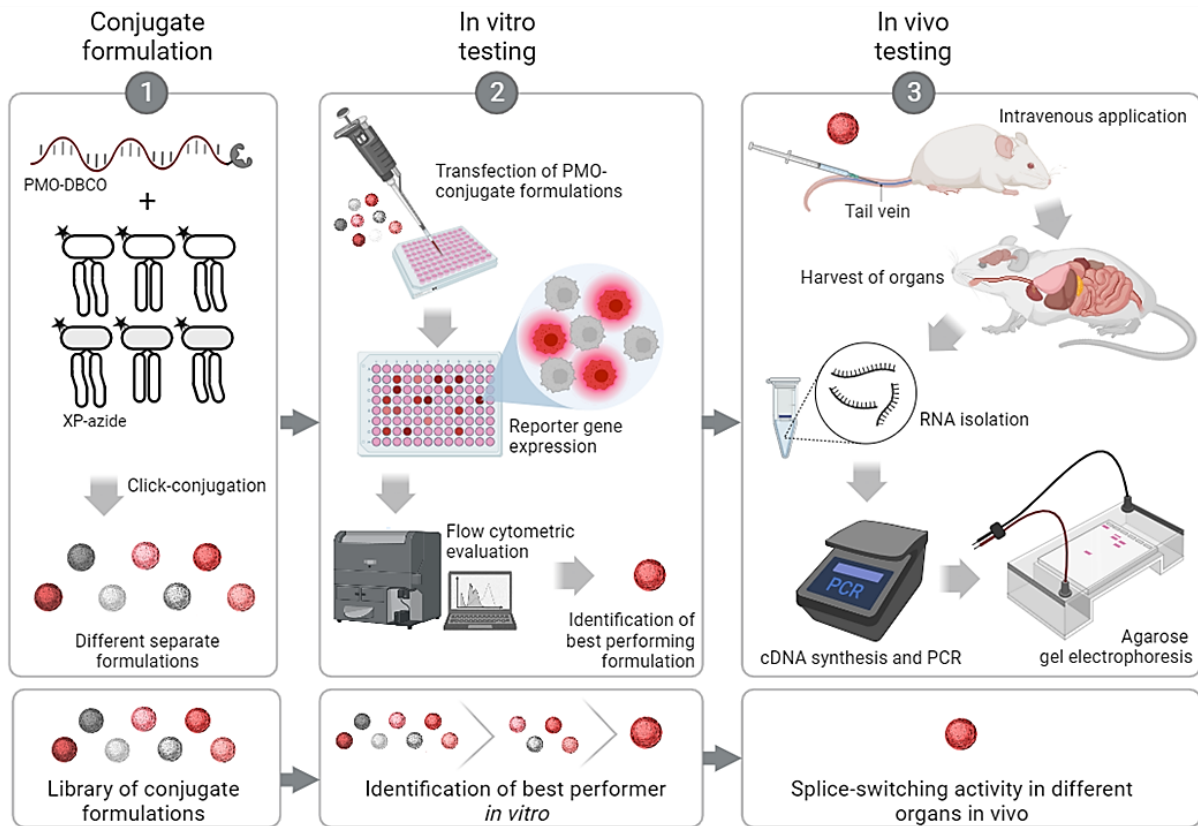 Conjugate
formulation
1
PMO-DBCO
+
XP-azide
Click-conjugation
Different separate
formulations
Library of conjugate
formulations
In vitro
testing
2
Transfection of PMO-
conjugate formulations
Reporter gene
expression
Flow cytometric
evaluation
Identification of
best performing
formulation
Identification of best performer
in vitro
In vivo
testing
3
Intravenous application
Tail vein
Harvest of organs
RNA isolation
PCR
cDNA synthesis and PCR
Agarose
gel electrophoresis
Splice-switching activity in different
organs in vivo